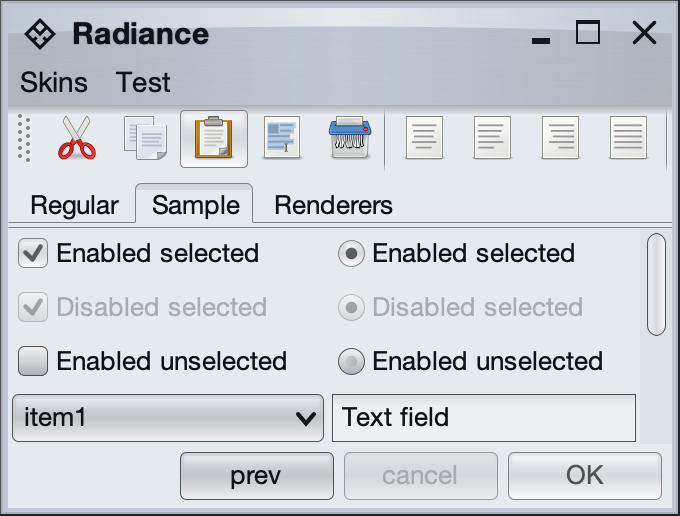 Radiance
Skins Test
Regular Sample Renderers
Enabled selected Enabled selected
Disabled selected Disabled selected
Enabled unselected Enabled unselected
item1 Text field
prev cancel OK